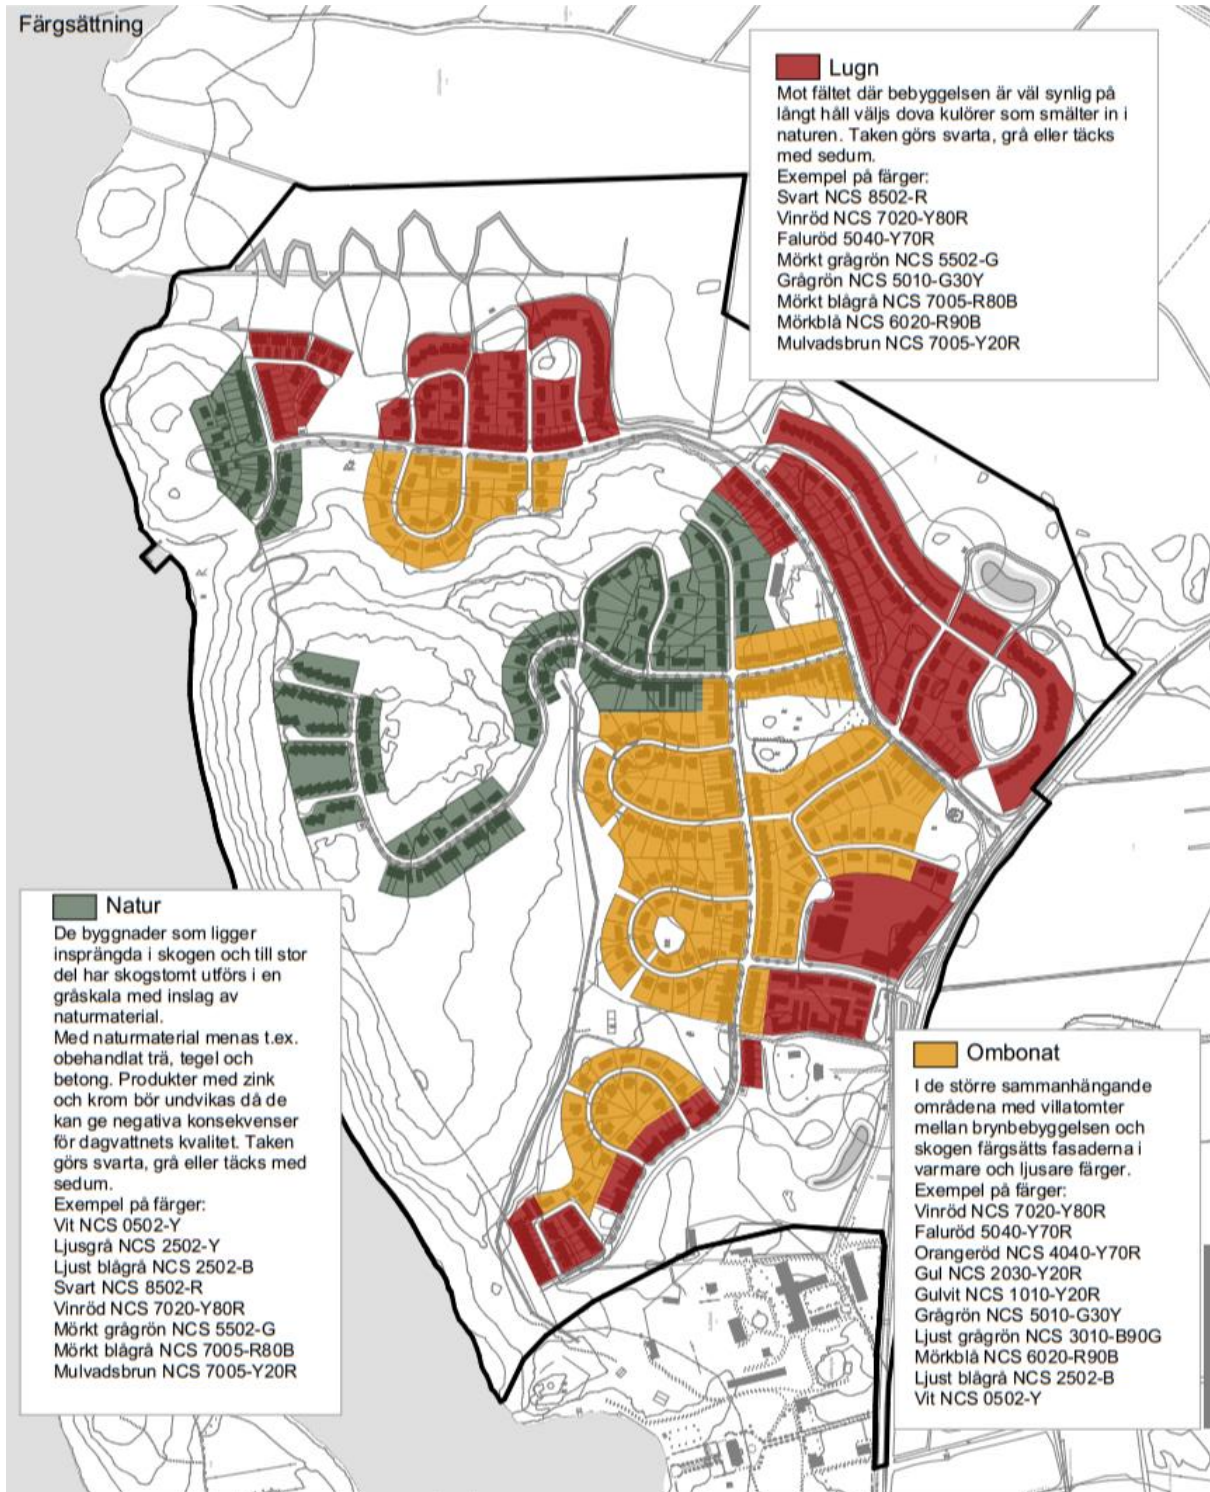 Färgsättning
Lugn
Mot fältet där bebyggelsen är väl synlig på
långt håll väljs dova kulörer som smälter in i
naturen. Taken görs svarta, grå eller täcks
med sedum.
Exempel på färger:
Svart NCS 8502-R
Vinröd NCS 7020-Y80R
Faluröd 5040-Y70R
Mörkt grågrön NCS 5502-G
Grågrön NCS 5010-G30Y
Mörkt blågrå NCS 7005-R80B
Mörkblå NCS 6020-R90B
Mulvadsbrun NCS 7005-Y20R
Natur
De byggnader som ligger
insprängda i skogen och till stor
del har skogstomt utförs i en
gråskala med inslag av
naturmaterial.
Med naturmaterial menas t.ex.
obehandlat trä, tegel och
betong. Produkter med zink
och krom bör undvikas då de
kan ge negativa konsekvenser
för dagvattnets kvalitet. Taken
görs svarta, grå eller täcks med
sedum.
Exempel på färger:
Vit NCS 0502-Y
Ljusgrå NCS 2502-Y
Ljust blågrå NCS 2502-B
Svart NCS 8502-R
Vinröd NCS 7020-Y80R
Mörkt grågrön NCS 5502-G
Mörkt blågrå NCS 7005-R80B
Mulvadsbrun NCS 7005-Y20R
Ombonat
I de större sammanhängande
områdena med villatomter
mellan brynbebyggelsen och
skogen färgsätts fasaderna i
varmare och ljusare färger.
Exempel på färger:
Vinröd NCS 7020-Y80R
Faluröd 5040-Y70R
Orangeröd NCS 4040-Y70R
Gul NCS 2030-Y20R
Gulvit NCS 1010-Y20R
Grågrön NCS 5010-G30Y
Ljust grågrön NCS 3010-B90G
Mörkblå NCS 6020-R90B
Ljust blågrå NCS 2502-B
Vit NCS 0502-Y